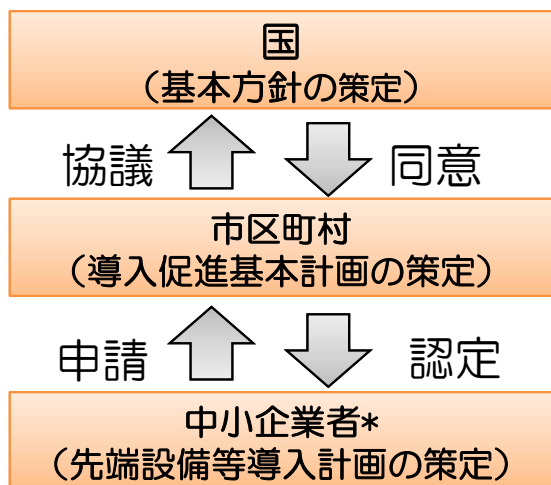 国
（基本方針の策定）
協議
同意
市区町村
（導入促進基本計画の策定）
申請
認定
中小企業者*
（先端設備等導入計画の策定）